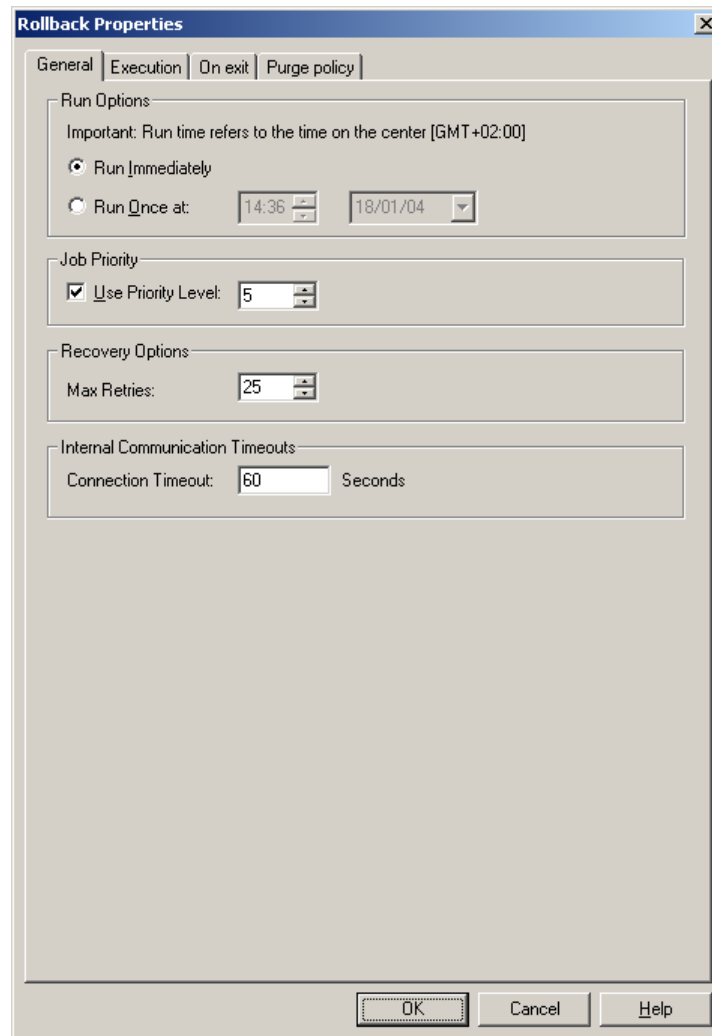 Rollback Properties
General Execution On exit Purge policy
Run Options
Important: Run time refers to the time on the center [GMT+02:00]
Run Immediately
Run Once at: 14:36 18/01/04
Job Priority
Use Priority Level: 5
Recovery Options
Max Retries: 25
Internal Communication Timeouts
Connection Timeout: 60 Seconds
OK Cancel Help